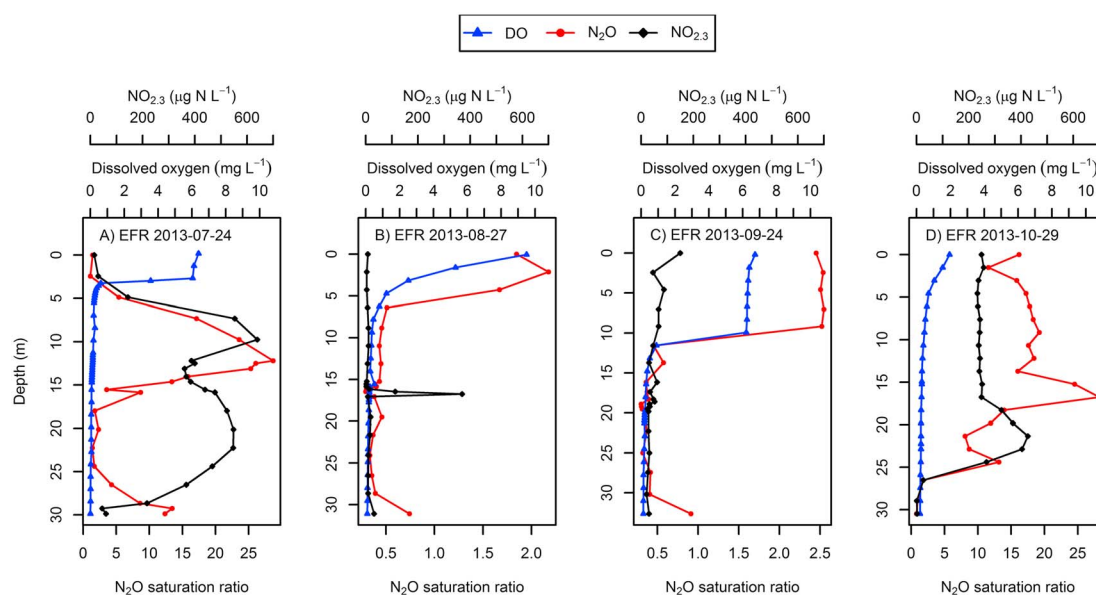 DO N₂O NO₂.₃
NO₂.₃ (µg N L⁻¹) NO₂.₃ (µg N L⁻¹) NO₂.₃ (µg N L⁻¹) NO₂.₃ (µg N L⁻¹)
0 200 400 600 0 200 400 600 0 200 400 600 0 200 400 600
Dissolved oxygen (mg L⁻¹) Dissolved oxygen (mg L⁻¹) Dissolved oxygen (mg L⁻¹) Dissolved oxygen (mg L⁻¹)
0 2 4 6 8 10 0 2 4 6 8 10 0 2 4 6 8 10 0 2 4 6 8 10
A) EFR 2013-07-24 B) EFR 2013-08-27 C) EFR 2013-09-24 D) EFR 2013-10-29
Depth (m)
0 0 0 0
5 5 5 5
10 10 10 10
15 15 15 15
20 20 20 20
25 25 25 25
30 30 30 30
0 5 10 15 20 25 0.5 1.0 1.5 2.0 0.5 1.0 1.5 2.0 2.5 0 5 10 15 20 25
N₂O saturation ratio N₂O saturation ratio N₂O saturation ratio N₂O saturation ratio